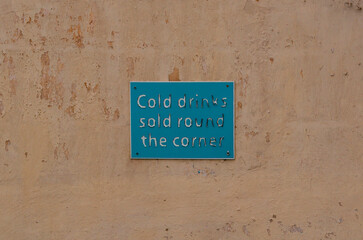 Cold drinks
sold round
the corner